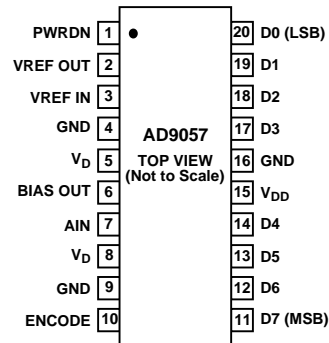 PWRDN 1 20 D0 (LSB)
VREF OUT 2 19 D1
VREF IN 3 18 D2
GND 4 17 D3
AD9057
VD 5 TOP VIEW 16 GND
(Not to Scale)
BIAS OUT 6 15 VDD
AIN 7 14 D4
VD 8 13 D5
GND 9 12 D6
ENCODE 10 11 D7 (MSB)